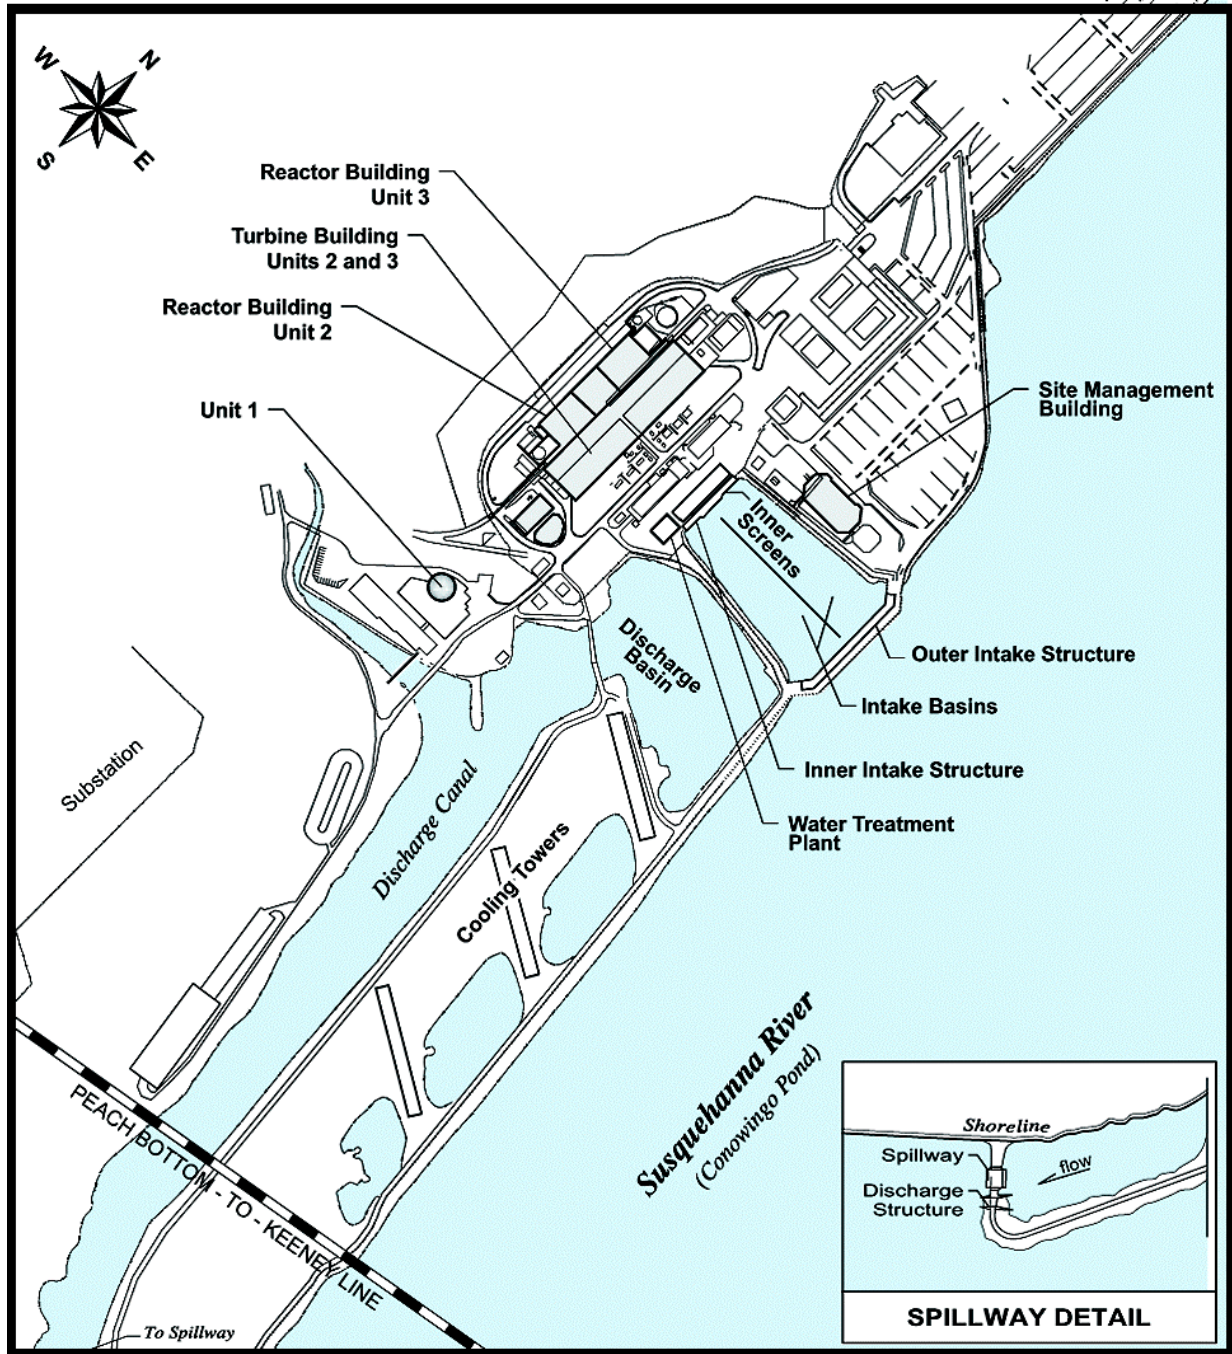 W
N
S
E
Reactor Building
Unit 3
Turbine Building
Units 2 and 3
Reactor Building
Unit 2
Unit 1
Site Management
Building
Inner
Screens
Discharge
Basin
Outer Intake Structure
Intake Basins
Inner Intake Structure
Water Treatment
Plant
Substation
Discharge Canal
Cooling Towers
Susquehanna River
(Conowingo Pond)
PEACH BOTTOM - TO - KEENEY LINE
To Spillway
Shoreline
Spillway
flow
Discharge
Structure
SPILLWAY DETAIL